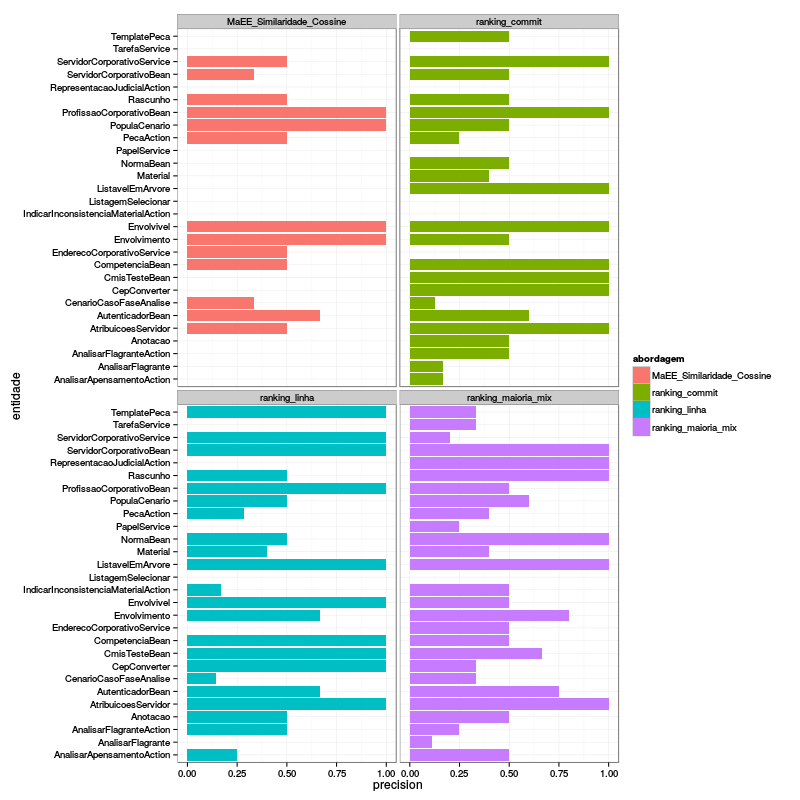 MaEE_Similaridade_Cossine
ranking_commit
TemplatePeca
TarefaService
ServidorCorporativoService
ServidorCorporativoBean
RepresentacaoJudicialAction
Rascunho
ProfissaoCorporativoBean
PopulaCenario
PecaAction
PapelService
NormaBean
Material
ListavelEmArvore
ListagemSelecionar
IndicarInconsistenciaMaterialAction
Envolvivel
Envolvimento
EnderecoCorporativoService
CompetenciaBean
CmisTesteBean
CepConverter
CenarioCasoFaseAnalise
AutenticadorBean
AtribuicoesServidor
Anotacao
AnalisarFlagranteAction
AnalisarFlagrante
AnalisarApensamentoAction
entidade
ranking_linha
ranking_maioria_mix
TemplatePeca
TarefaService
ServidorCorporativoService
ServidorCorporativoBean
RepresentacaoJudicialAction
Rascunho
ProfissaoCorporativoBean
PopulaCenario
PecaAction
PapelService
NormaBean
Material
ListavelEmArvore
ListagemSelecionar
IndicarInconsistenciaMaterialAction
Envolvivel
Envolvimento
EnderecoCorporativoService
CompetenciaBean
CmisTesteBean
CepConverter
CenarioCasoFaseAnalise
AutenticadorBean
AtribuicoesServidor
Anotacao
AnalisarFlagranteAction
AnalisarFlagrante
AnalisarApensamentoAction
0.00 0.25 0.50 0.75 1.00 0.00 0.25 0.50 0.75 1.00
precision
abordagem
MaEE_Similaridade_Cossine
ranking_commit
ranking_linha
ranking_maioria_mix